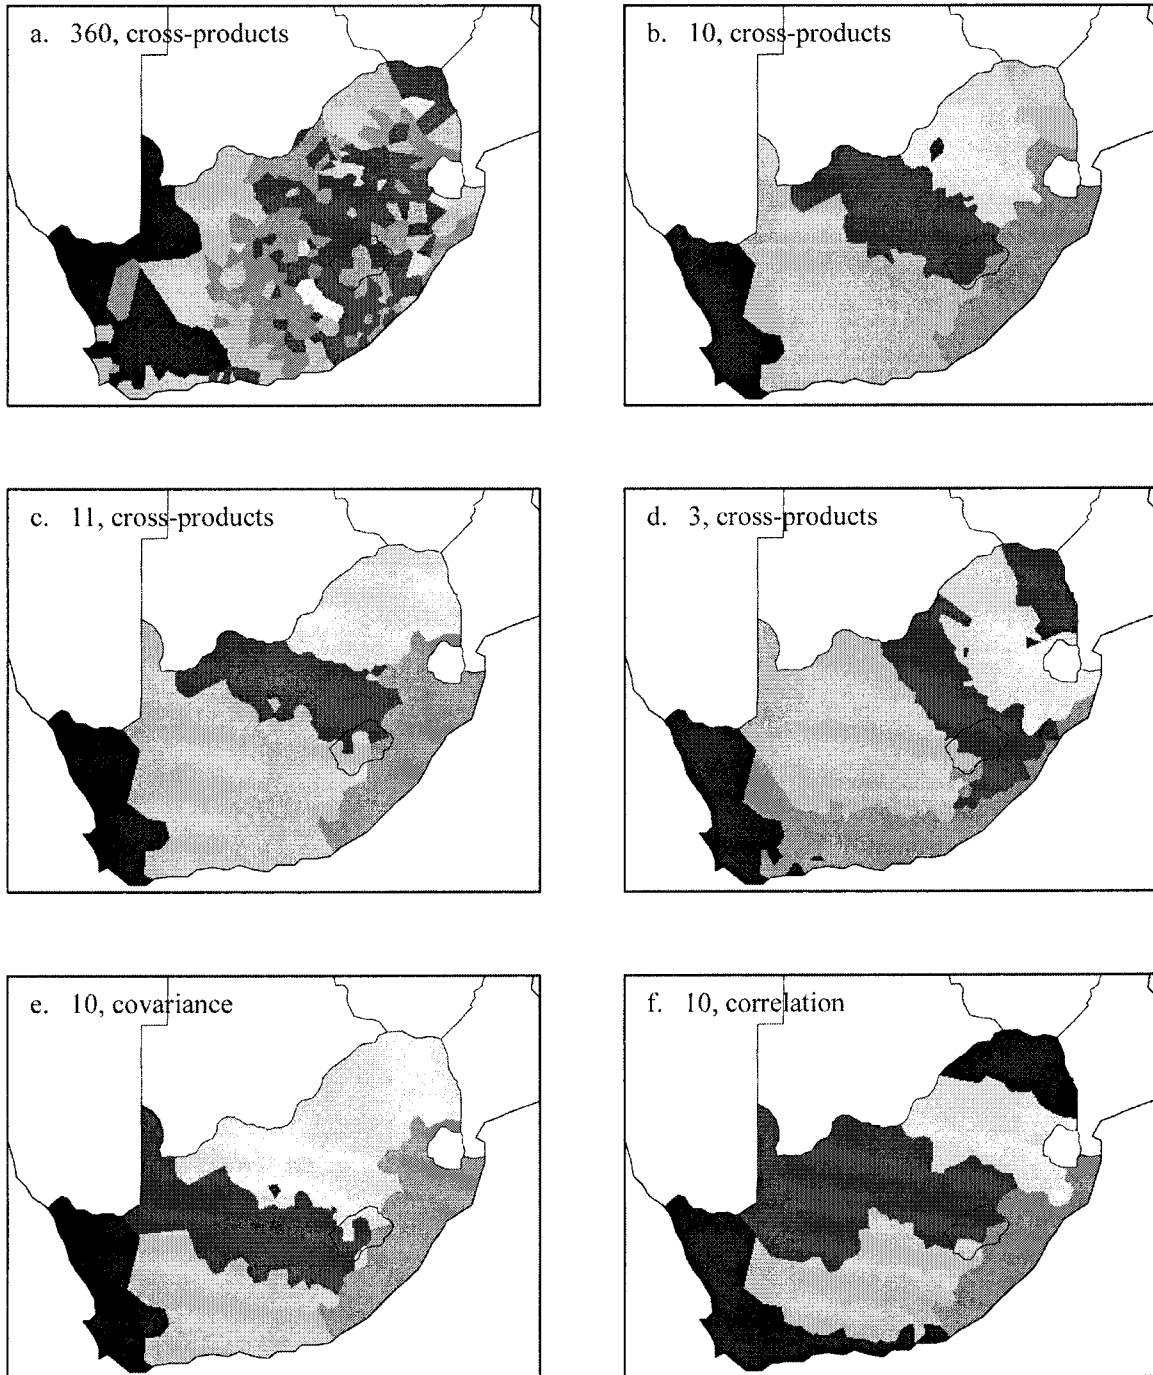 a. 360, cross-products
b. 10, cross-products
c. 11, cross-products
d. 3, cross-products
e. 10, covariance
f. 10, correlation